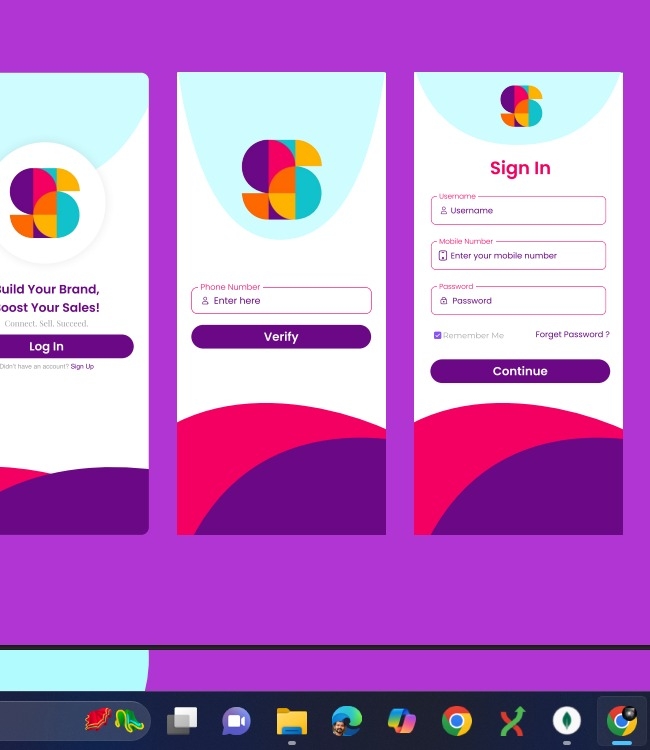 uild Your Brand,
oost Your Sales!
Connect. Sell. Succeed.
Log In
Didn't have an account? Sign Up
Phone Number
Enter here
Verify
Sign In
Username
Username
Mobile Number
Enter your mobile number
Password
Password
Remember Me
Forget Password ?
Continue